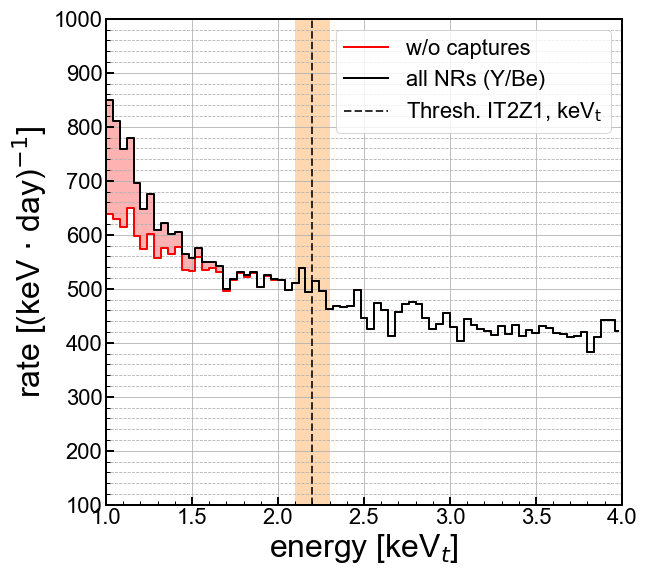 1000
900
800
700
600
500
400
300
200
100
1.0 1.5 2.0 2.5 3.0 3.5 4.0
rate [(keV · day)⁻¹]
energy [keVₜ]
w/o captures
all NRs (Y/Be)
Thresh. IT2Z1, keVₜ